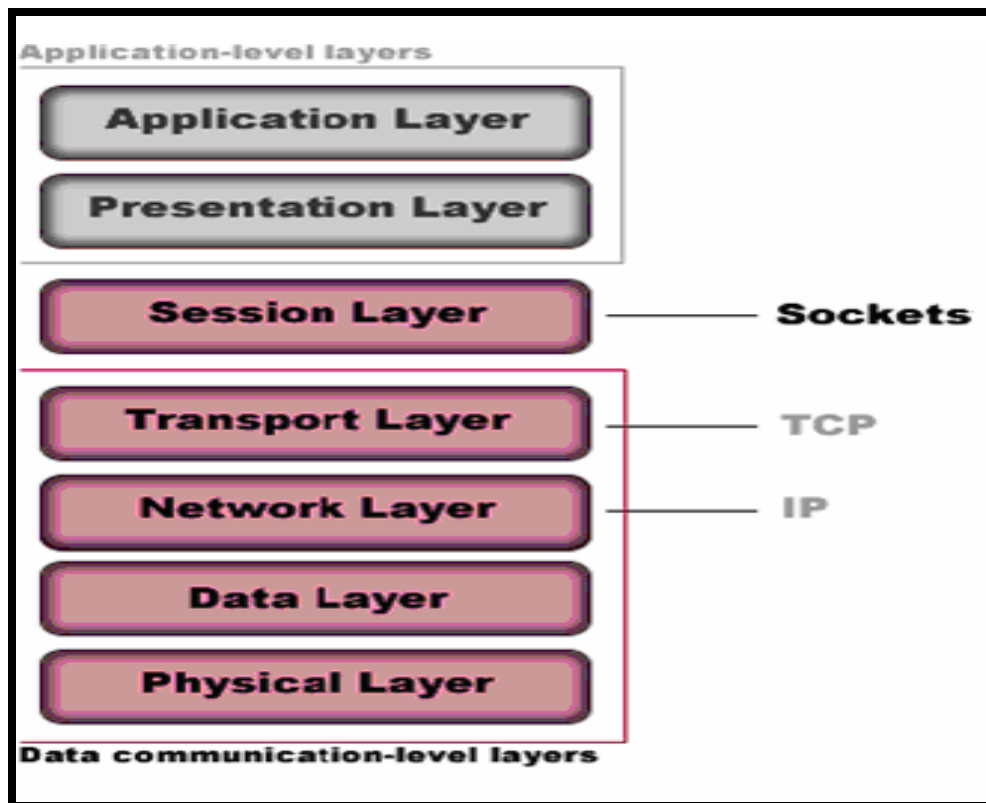 Application-level layers
Application Layer
Presentation Layer
Session Layer
Sockets
Transport Layer
TCP
Network Layer
IP
Data Layer
Physical Layer
Data communication-level layers